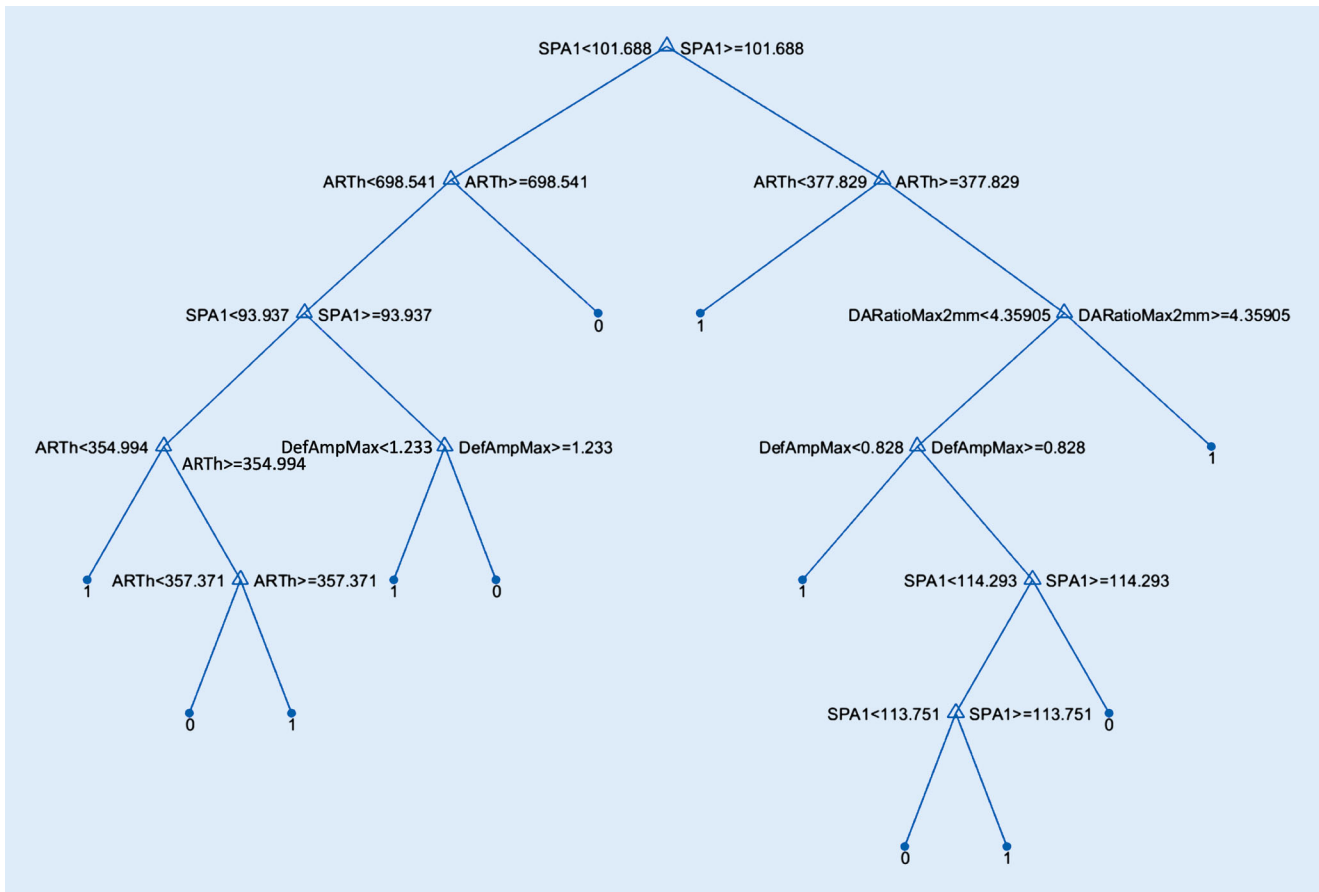 SPA1<101.688 SPA1>=101.688
ARTh<698.541 ARTh>=698.541 ARTh<377.829 ARTh>=377.829
SPA1<93.937 SPA1>=93.937 0 1 DARatioMax2mm<4.35905 DARatioMax2mm>=4.35905
ARTh<354.994 ARTh>=354.994 DefAmpMax<1.233 DefAmpMax>=1.233 DefAmpMax<0.828 DefAmpMax>=0.828 1
1 ARTh<357.371 ARTh>=357.371 1 0 1 SPA1<114.293 SPA1>=114.293
0 1 SPA1<113.751 SPA1>=113.751 0
0 1